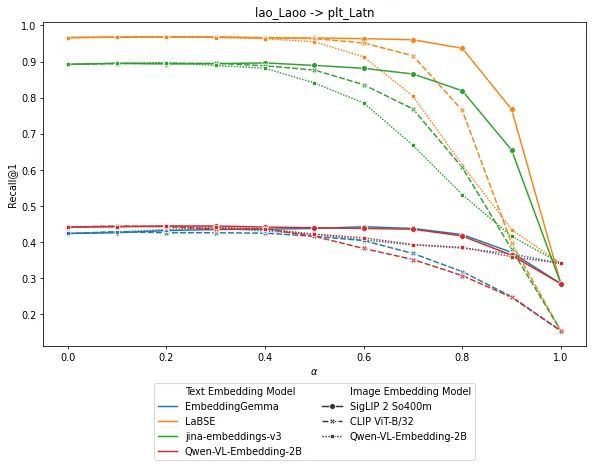 lao_Laoo -> plt_Latn
1.0
0.9
0.8
0.7
0.6
0.5
0.4
0.3
0.2
Recall@1
0.0 0.2 0.4 0.6 0.8 1.0
α
Text Embedding Model Image Embedding Model
EmbeddingGemma SigLIP 2 So400m
LaBSE CLIP ViT-B/32
jina-embeddings-v3 Qwen-VL-Embedding-2B
Qwen-VL-Embedding-2B